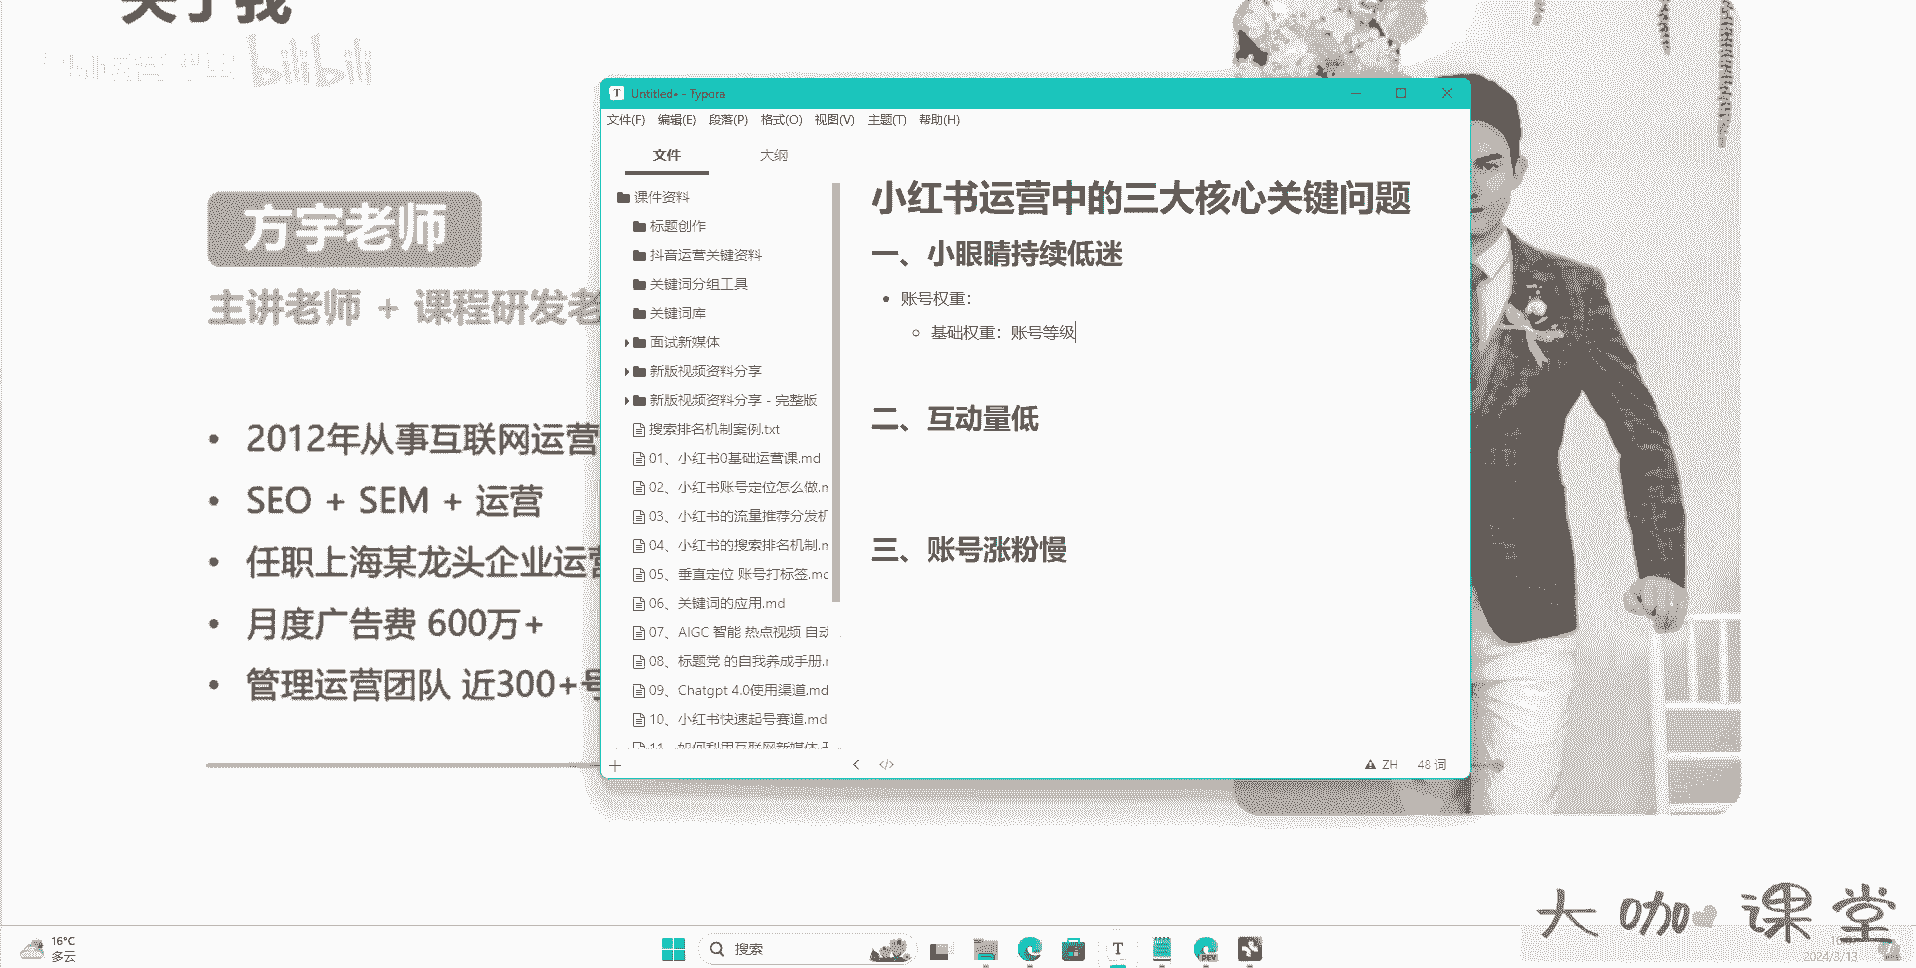 关于我
bilibili
方宇老师
主讲老师 + 课程研发老
• 2012年从事互联网运营
• SEO + SEM + 运营
• 任职上海某龙头企业运营
• 月度广告费 600万+
• 管理运营团队 近300+号
Untitled• - Typora
文件(F) 编辑(E) 段落(P) 格式(O) 视图(V) 主题(T) 帮助(H)
文件 大纲
课件资料
标题创作
抖音运营关键资料
关键词分组工具
关键词库
面试新媒体
新版视频资料分享
新版视频资料分享 - 完整版
搜索排名机制案例.txt
01、小红书0基础运营课.md
02、小红书账号定位怎么做.m
03、小红书的流量推荐分发机
04、小红书的搜索排名机制.m
05、垂直定位 账号打标签.md
06、关键词的应用.md
07、AIGC 智能 热点视频 自动
08、标题党 的自我养成手册.m
09、Chatgpt 4.0使用渠道.md
10、小红书快速起号赛道.md
11、如何利用互联网新媒体
小红书运营中的三大核心关键问题
一、小眼睛持续低迷
• 账号权重：
○ 基础权重：账号等级
二、互动量低
三、账号涨粉慢
ZH 48 词
大咖课堂
16°C
多云
搜索
T
DEV
2024/3/13